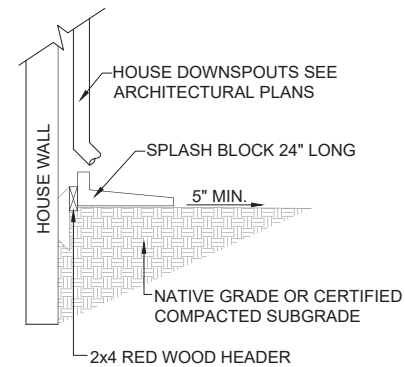 HOUSE DOWNSPOUTS SEE
ARCHITECTURAL PLANS
SPLASH BLOCK 24" LONG
HOUSE WALL
5" MIN.
NATIVE GRADE OR CERTIFIED
COMPACTED SUBGRADE
2x4 RED WOOD HEADER